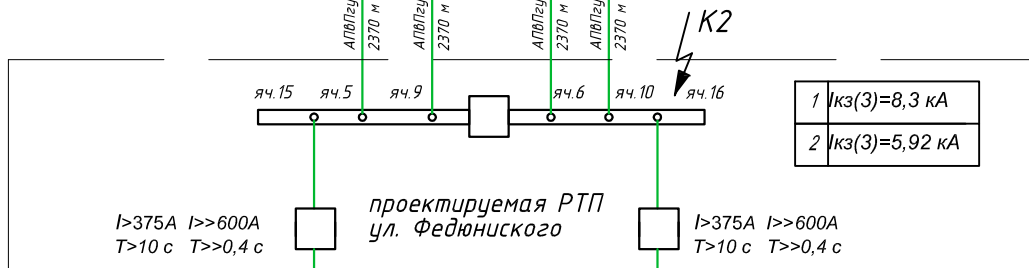 АПвПгу
2370 м
АПвПгу
2370 м
АПвПгу
2370 м
АПвПгу
2370 м
К2
яч.15
яч.5
яч.9
яч.6
яч.10
яч.16
1 Iкз(3)=8,3 кА
2 Iкз(3)=5,92 кА
проектируемая РТП
ул. Федюниского
I>375А I>>600А
T>10 с T>>0,4 с
I>375А I>>600А
T>10 с T>>0,4 с